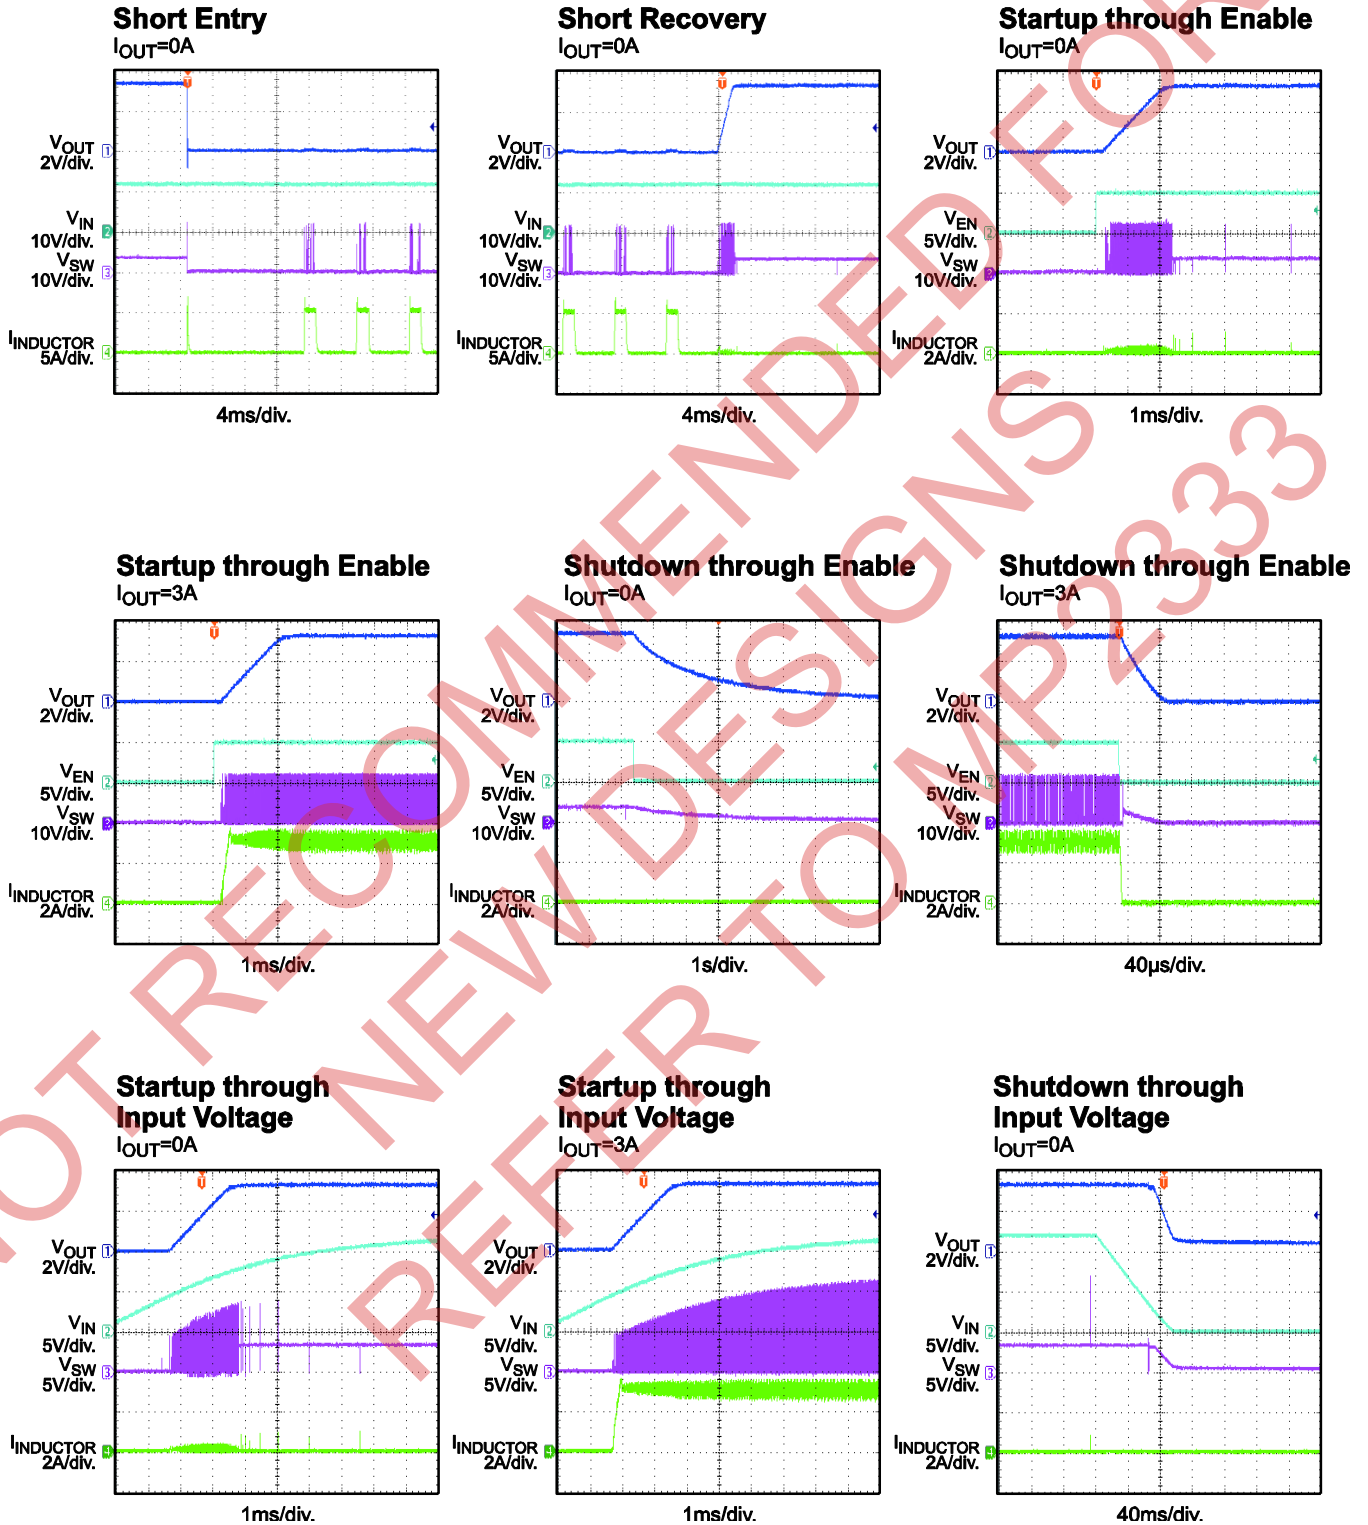 Short Entry
IOUT=0A
VOUT
2V/div.
VIN
10V/div.
VSW
10V/div.
IINDUCTOR
5A/div.
4ms/div.
Short Recovery
IOUT=0A
VOUT
2V/div.
VIN
10V/div.
VSW
10V/div.
IINDUCTOR
5A/div.
4ms/div.
Startup through Enable
IOUT=0A
VOUT
2V/div.
VEN
5V/div.
VSW
10V/div.
IINDUCTOR
2A/div.
1ms/div.
Startup through Enable
IOUT=3A
VOUT
2V/div.
VEN
5V/div.
VSW
10V/div.
IINDUCTOR
2A/div.
1ms/div.
Shutdown through Enable
IOUT=0A
VOUT
2V/div.
VEN
5V/div.
VSW
10V/div.
IINDUCTOR
2A/div.
1s/div.
Shutdown through Enable
IOUT=3A
VOUT
2V/div.
VEN
5V/div.
VSW
10V/div.
IINDUCTOR
2A/div.
40µs/div.
Startup through
Input Voltage
IOUT=0A
VOUT
2V/div.
VIN
5V/div.
VSW
5V/div.
IINDUCTOR
2A/div.
1ms/div.
Startup through
Input Voltage
IOUT=3A
VOUT
2V/div.
VIN
5V/div.
VSW
5V/div.
IINDUCTOR
2A/div.
1ms/div.
Shutdown through
Input Voltage
IOUT=0A
VOUT
2V/div.
VIN
5V/div.
VSW
5V/div.
IINDUCTOR
2A/div.
40ms/div.
NOT RECOMMENDED FOR
NEW DESIGNS
REFER TO MP2333